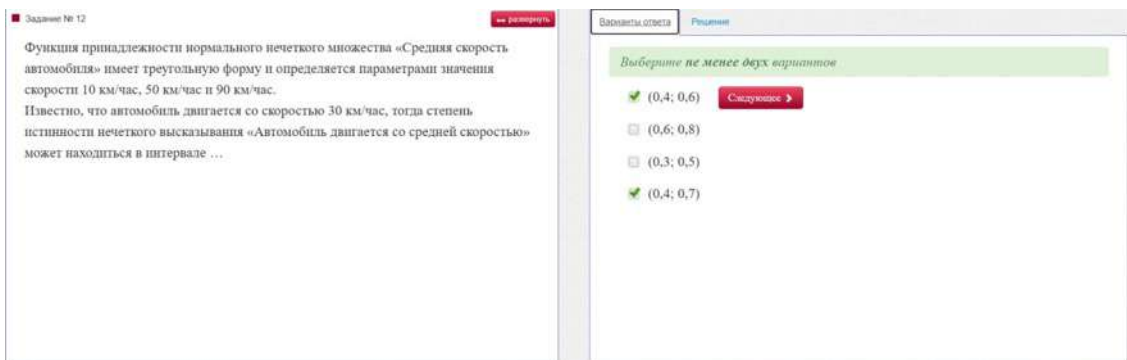 Задание № 12
развернуть
Функция принадлежности нормального нечеткого множества «Средняя скорость
автомобиля» имеет треугольную форму и определяется параметрами значения
скорости 10 км/час, 50 км/час и 90 км/час.
Известно, что автомобиль двигается со скоростью 30 км/час, тогда степень
истинности нечеткого высказывания «Автомобиль двигается со средней скоростью»
может находиться в интервале …
Варианты ответа
Решение
Выберите не менее двух вариантов
(0,4; 0,6)
Следующее
(0,6; 0,8)
(0,3; 0,5)
(0,4; 0,7)